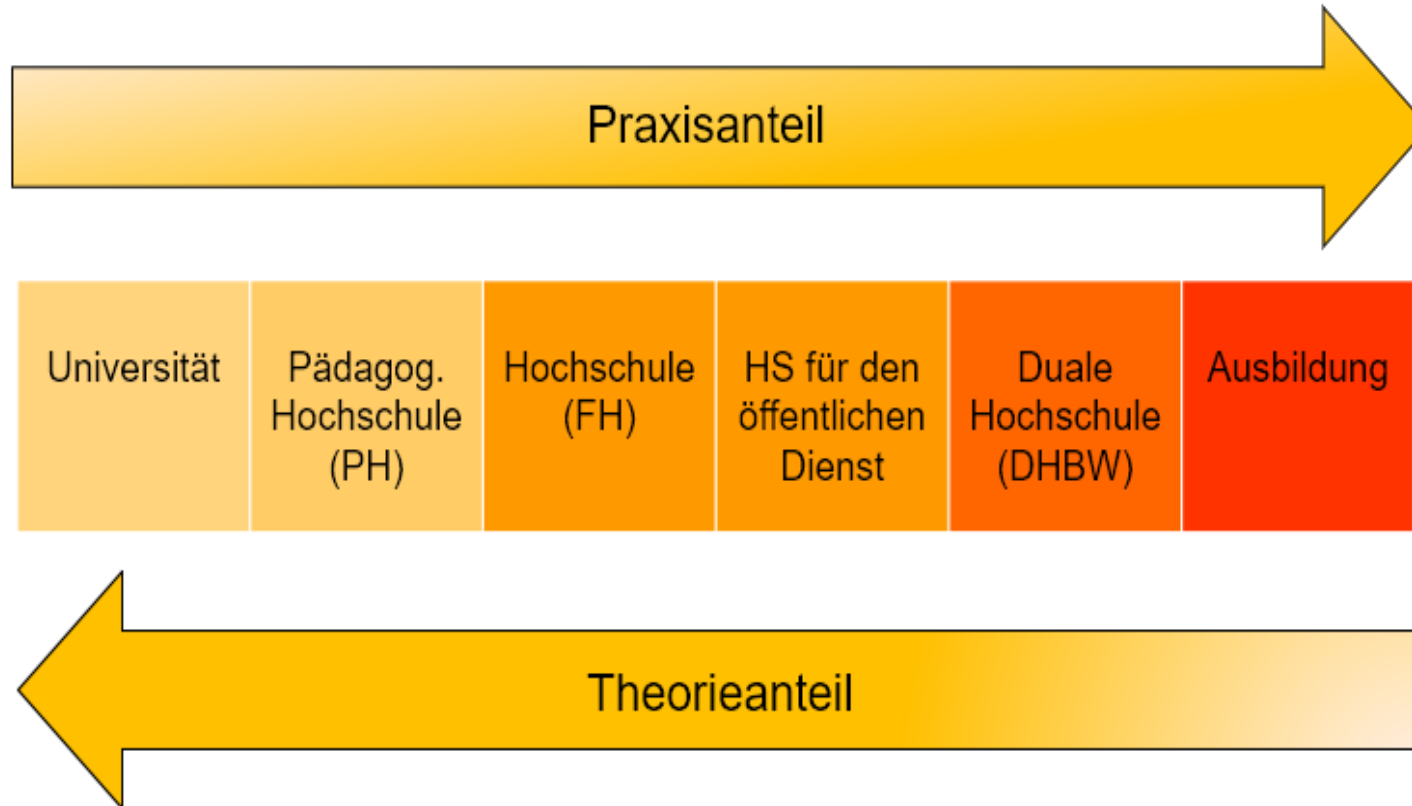 Praxisanteil
Universität
Pädagog.
Hochschule
(PH)
Hochschule
(FH)
HS für den
öffentlichen
Dienst
Duale
Hochschule
(DHBW)
Ausbildung
Theorieanteil